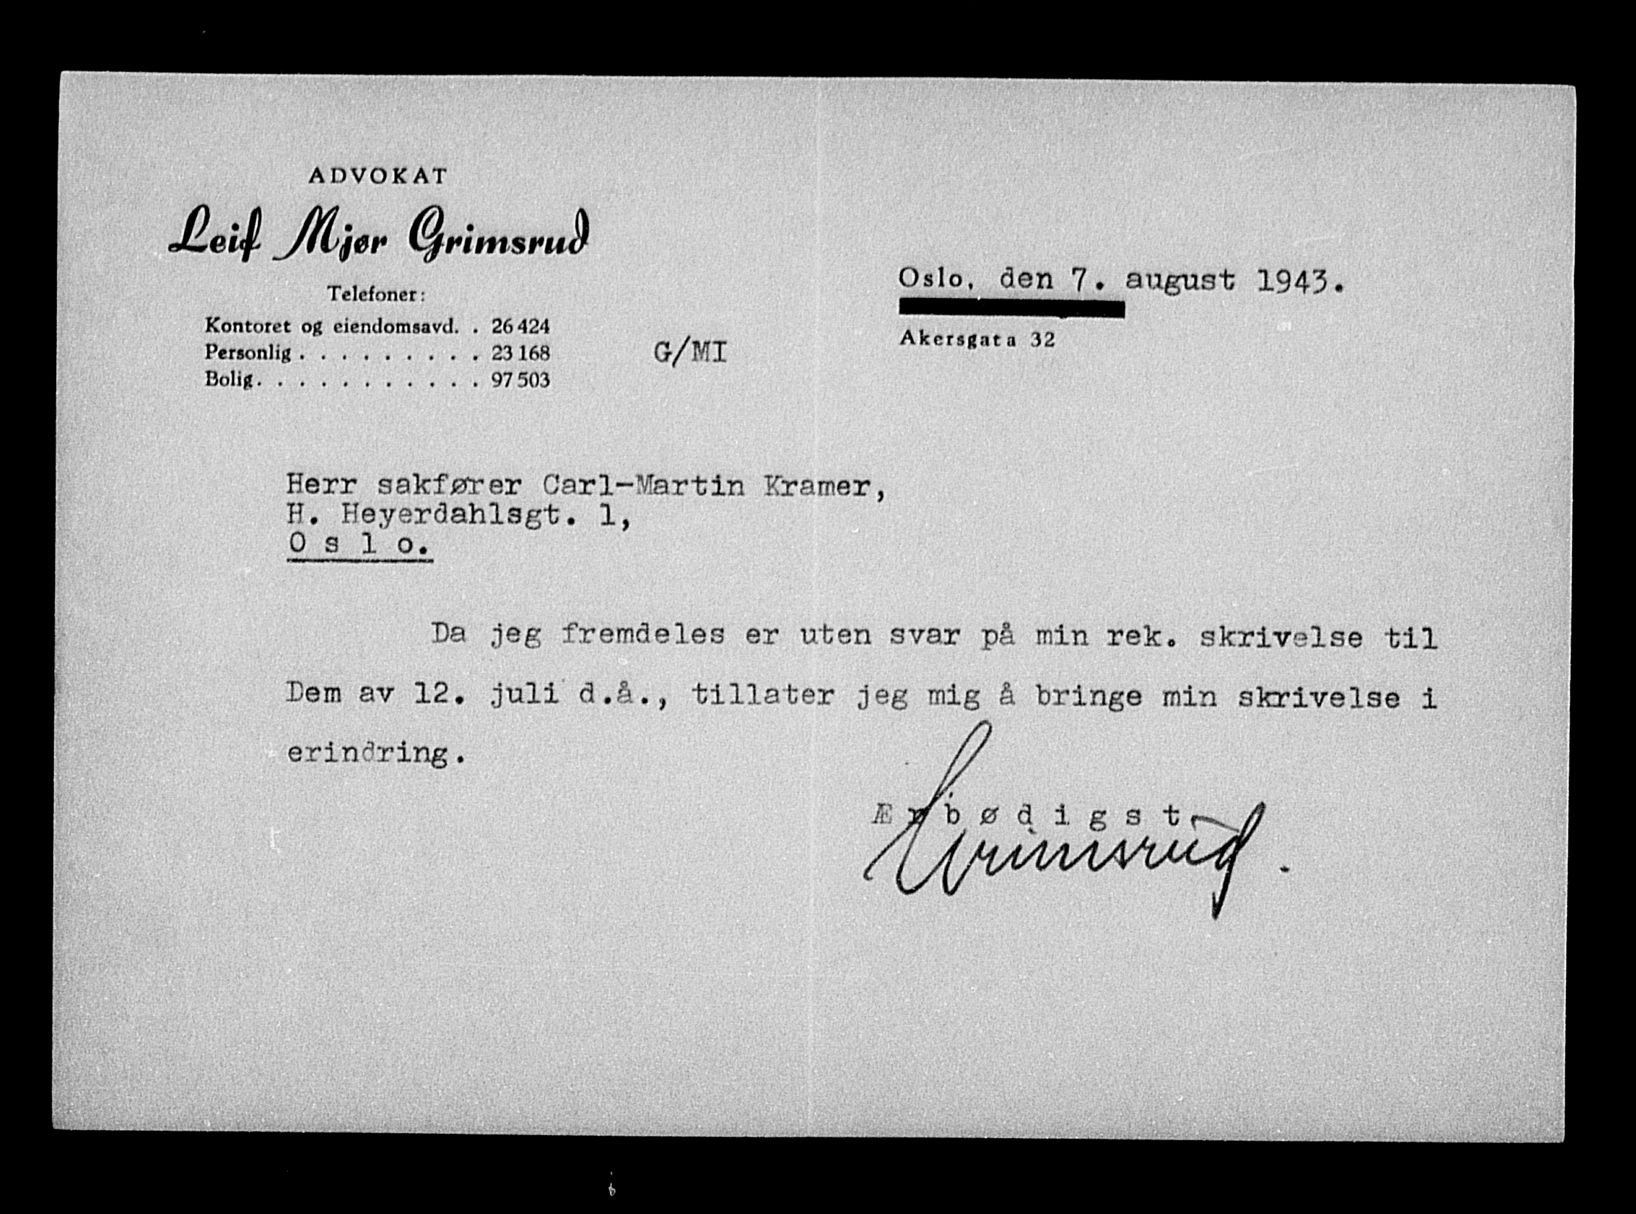 ADVOKAT
Leif Mjør Grimsrud
Telefoner:
Kontoret og eiendomsavd. . 26 424
Personlig . . . . . . . . . 23 168
Bolig. . . . . . . . . . . 97 503
G/MI
Oslo, den 7. august 1943.
Akersgata 32
Herr sakfører Carl-Martin Kramer,
H. Heyerdahlsgt. 1,
O s l o.
Da jeg fremdeles er uten svar på min rek. skrivelse til
Dem av 12. juli d.å., tillater jeg mig å bringe min skrivelse i
erindring.
Æ r b ø d i g s t
Grimsrud.